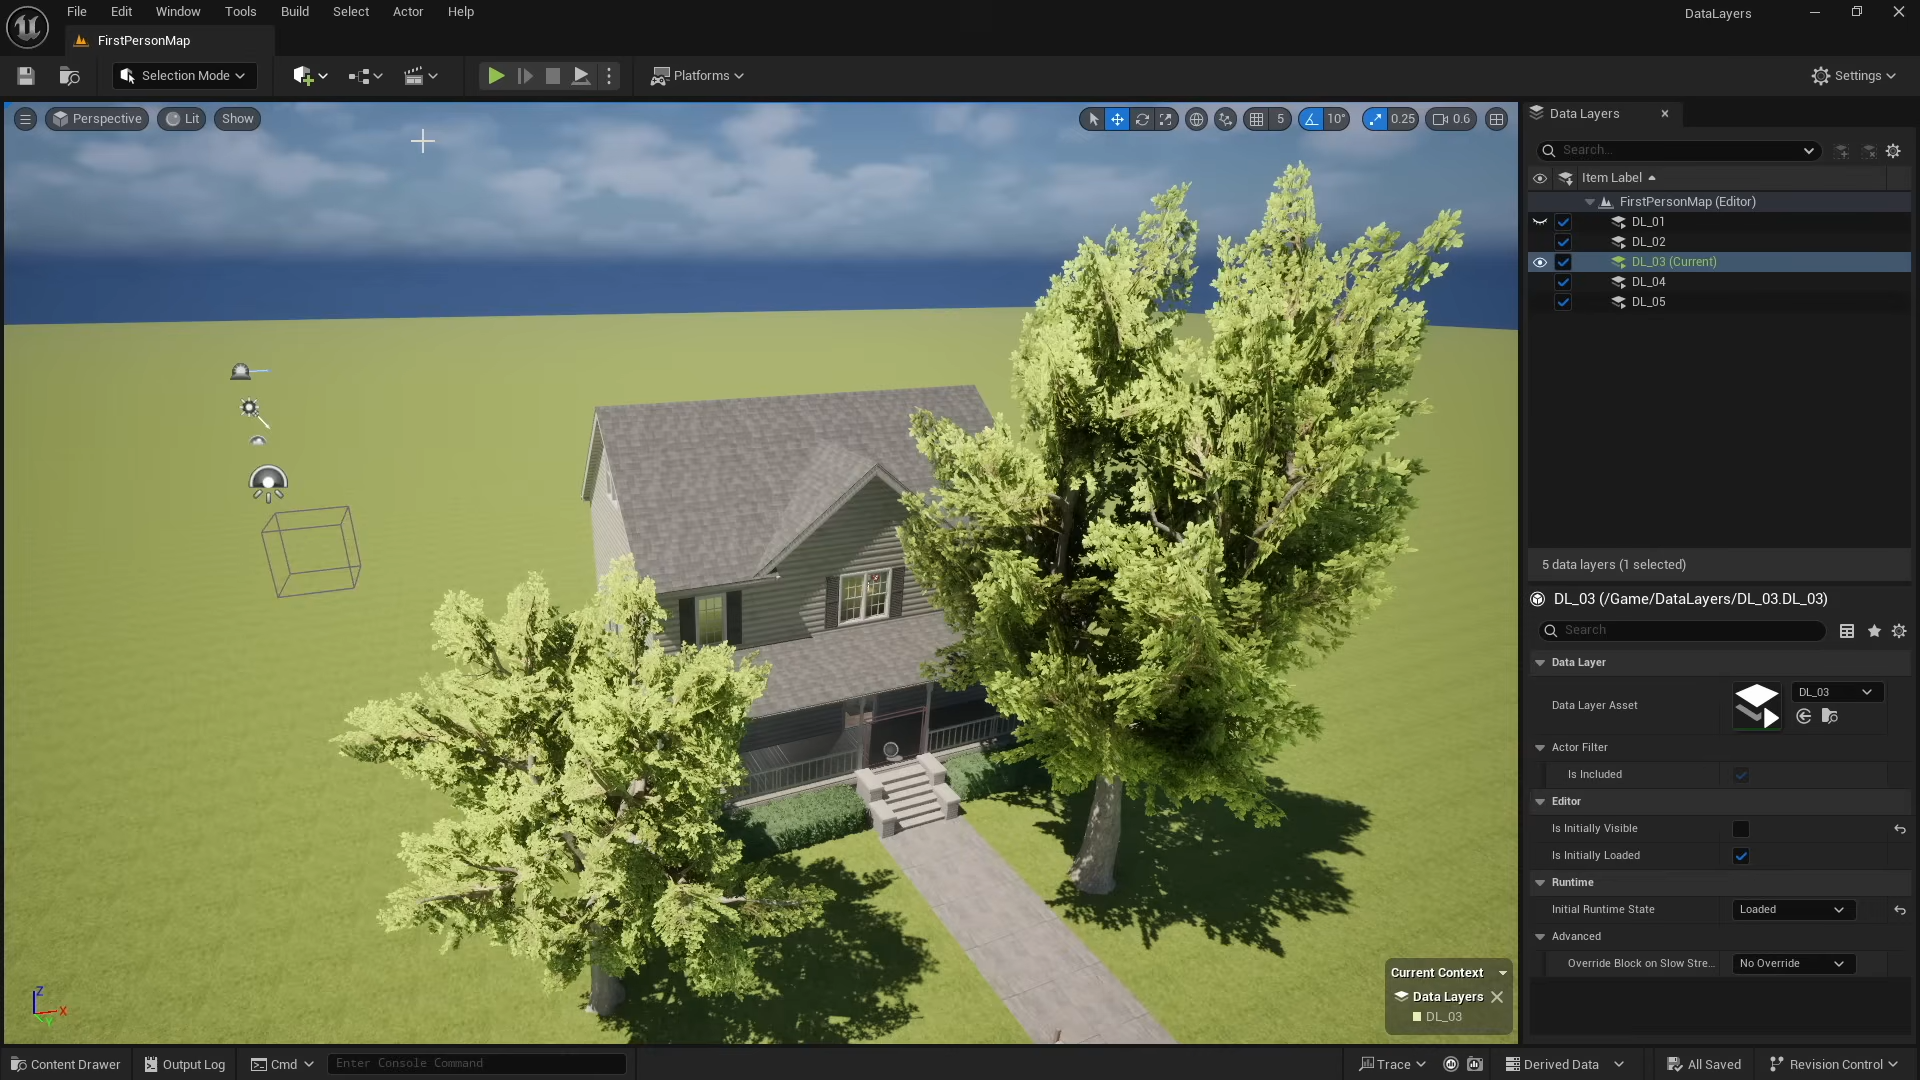 File Edit Window Tools Build Select Actor Help
DataLayers
FirstPersonMap
Selection Mode
Platforms
Settings
Perspective Lit Show
5 10° 0.25 0.6
Data Layers
Search...
Item Label
FirstPersonMap (Editor)
DL_01
DL_02
DL_03 (Current)
DL_04
DL_05
5 data layers (1 selected)
DL_03 (/Game/DataLayers/DL_03.DL_03)
Search
Data Layer
Data Layer Asset DL_03
Actor Filter
Is Included
Editor
Is Initially Visible
Is Initially Loaded
Runtime
Initial Runtime State Loaded
Advanced
Override Block on Slow Stre... No Override
Current Context
Data Layers
DL_03
Z
X
Y
Content Drawer Output Log Cmd Enter Console Command Trace Derived Data All Saved Revision Control